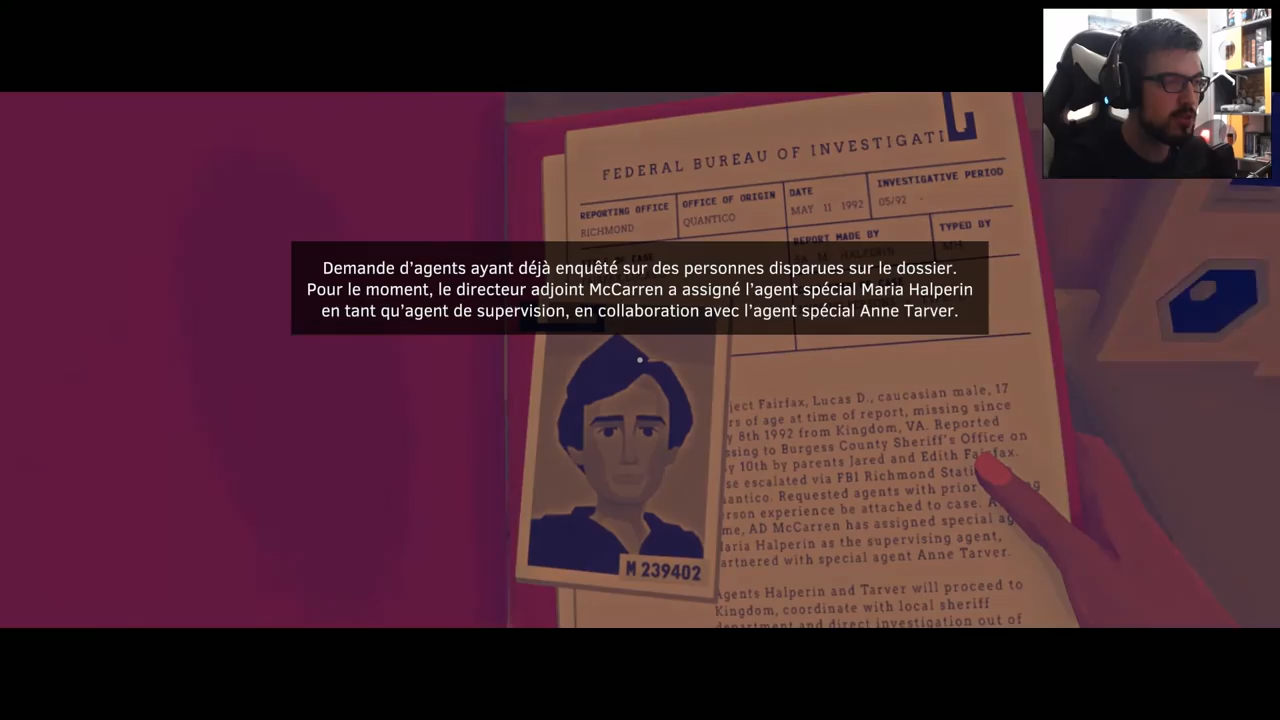 FEDERAL BUREAU OF INVESTIGATI
REPORTING OFFICE
RICHMOND
OFFICE OF ORIGIN
QUANTICO
DATE
MAY 11 1992
INVESTIGATIVE PERIOD
05/92 -
REPORT MADE BY
TYPED BY
Demande d’agents ayant déjà enquêté sur des personnes disparues sur le dossier.
Pour le moment, le directeur adjoint McCarren a assigné l’agent spécial Maria Halperin
en tant qu’agent de supervision, en collaboration avec l’agent spécial Anne Tarver.
M 239402
ject Fairfax, Lucas D., caucasian male, 17
rs of age at time of report, missing since
y 8th 1992 from Kingdom, VA. Reported
ssing to Burgess County Sheriff's Office on
y 10th by parents Jared and Edith Fairfax.
se escalated via FBI Richmond Stati
antico. Requested agents with prior
rson experience be attached to case. A
me, AD McCarren has assigned special ag
Maria Halperin as the supervising agent,
artnered with special agent Anne Tarver.
Agents Halperin and Tarver will proceed to
Kingdom, coordinate with local sheriff
department and direct investigation out of